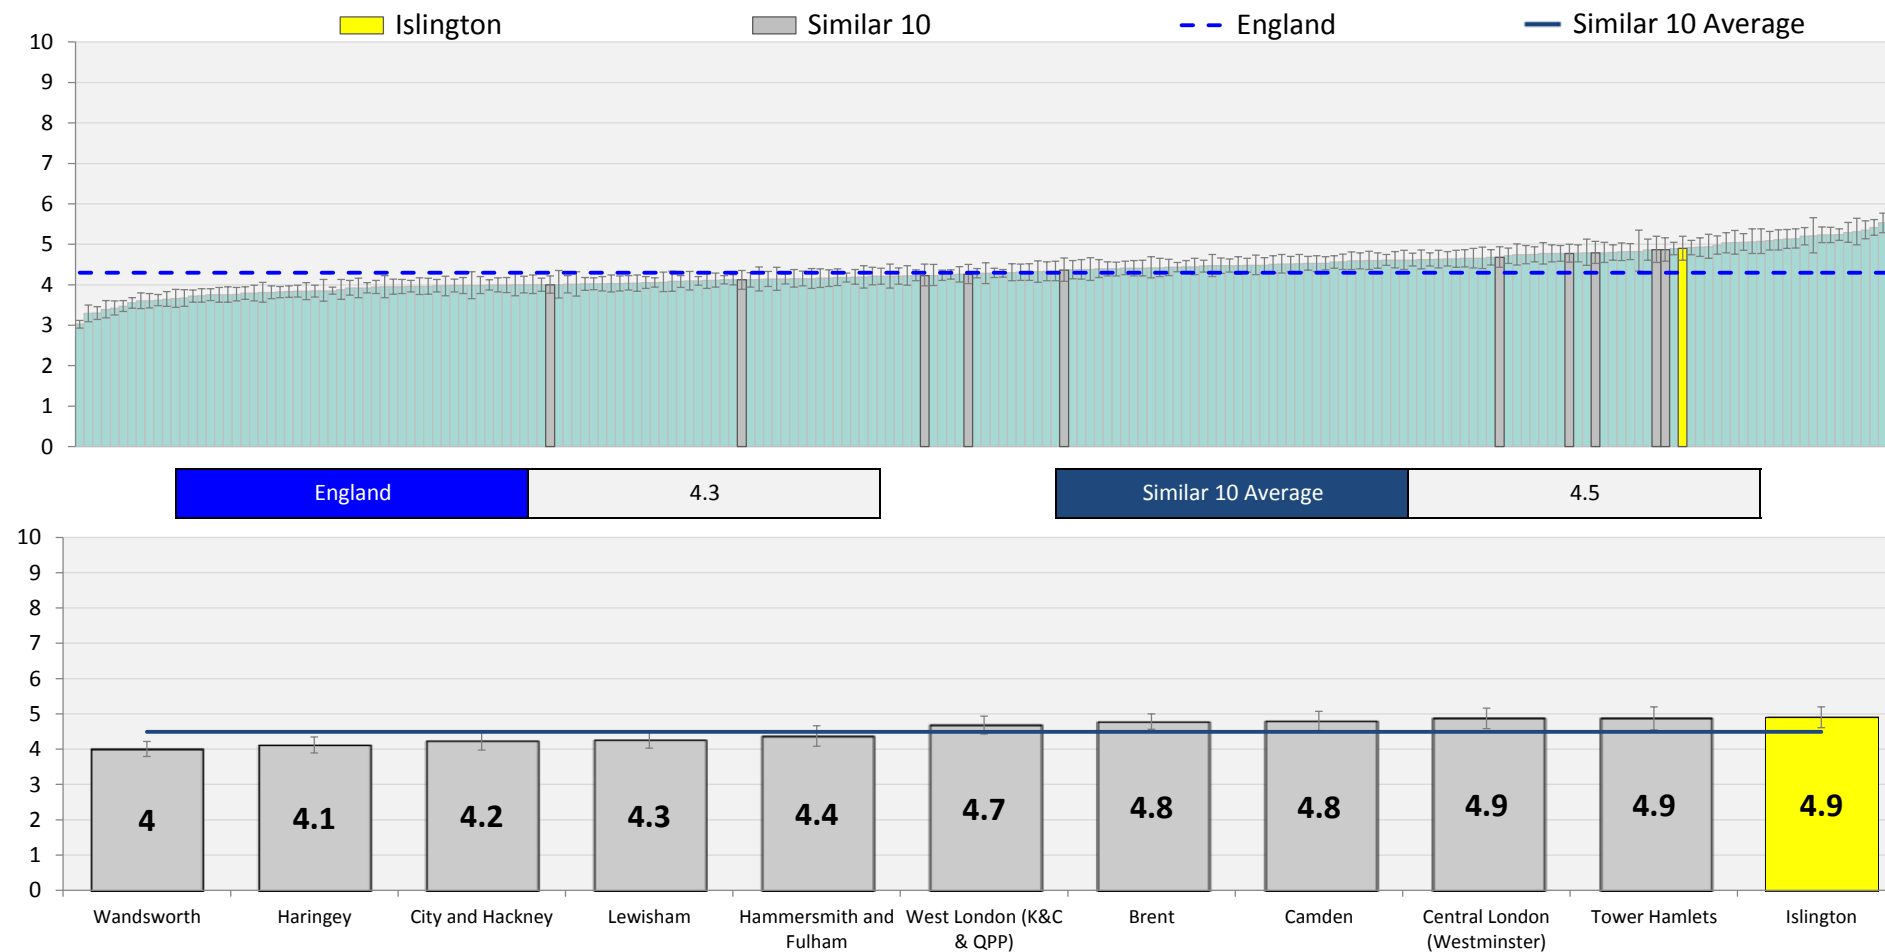 Islington
Similar 10
England
Similar 10 Average
10
9
8
7
6
5
4
3
2
1
0
England
4.3
Similar 10 Average
4.5
10
9
8
7
6
5
4
3
2
1
0
4
4.1
4.2
4.3
4.4
4.7
4.8
4.8
4.9
4.9
4.9
Wandsworth
Haringey
City and Hackney
Lewisham
Hammersmith and
Fulham
West London (K&C
& QPP)
Brent
Camden
Central London
(Westminster)
Tower Hamlets
Islington